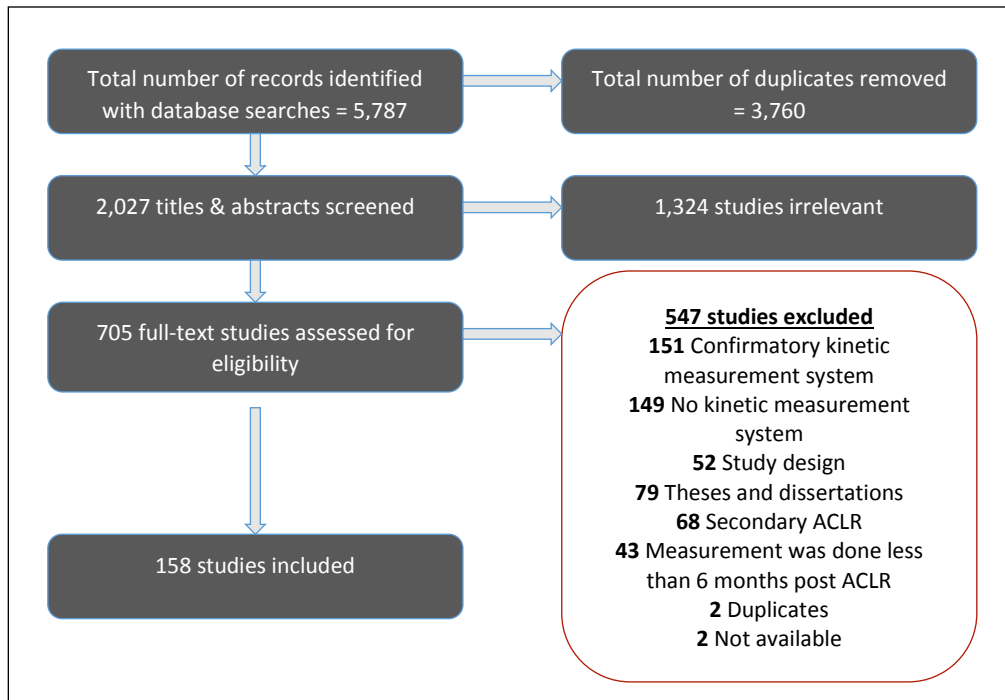 Total number of records identified
with database searches = 5,787
Total number of duplicates removed
= 3,760
2,027 titles & abstracts screened
1,324 studies irrelevant
705 full-text studies assessed for
eligibility
547 studies excluded
151 Confirmatory kinetic
measurement system
149 No kinetic measurement
system
52 Study design
79 Theses and dissertations
68 Secondary ACLR
43 Measurement was done less
than 6 months post ACLR
2 Duplicates
2 Not available
158 studies included